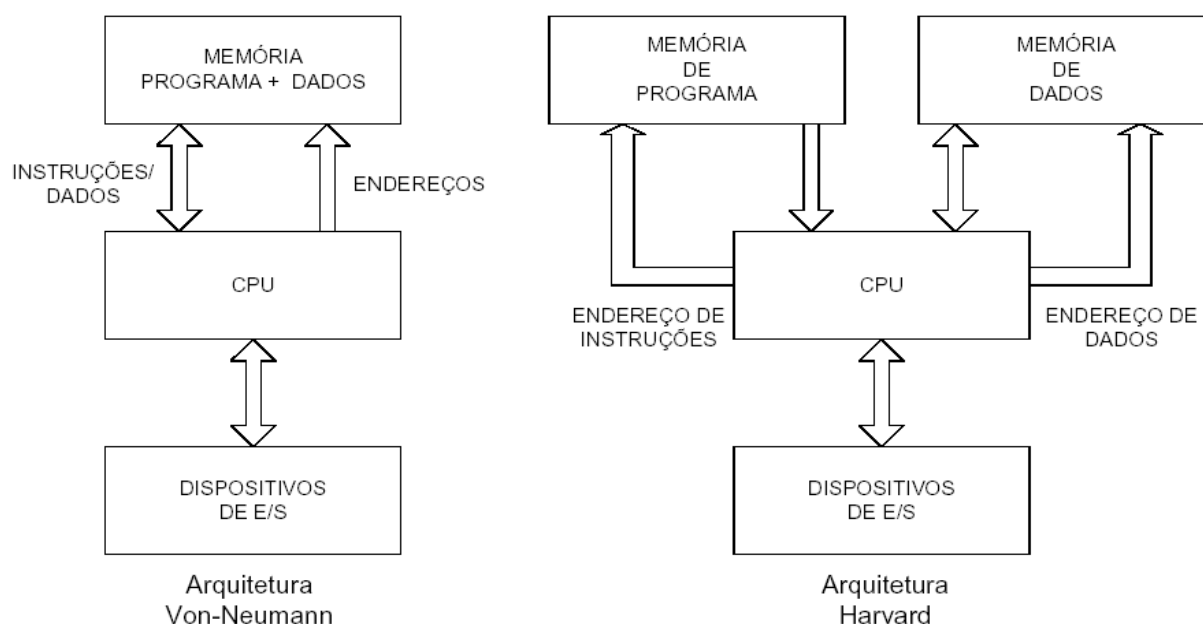 MEMÓRIA
PROGRAMA + DADOS
INSTRUÇÕES/
DADOS
ENDEREÇOS
CPU
DISPOSITIVOS
DE E/S
Arquitetura
Von-Neumann
MEMÓRIA
DE
PROGRAMA
MEMÓRIA
DE
DADOS
CPU
ENDEREÇO DE
INSTRUÇÕES
ENDEREÇO DE
DADOS
DISPOSITIVOS
DE E/S
Arquitetura
Harvard